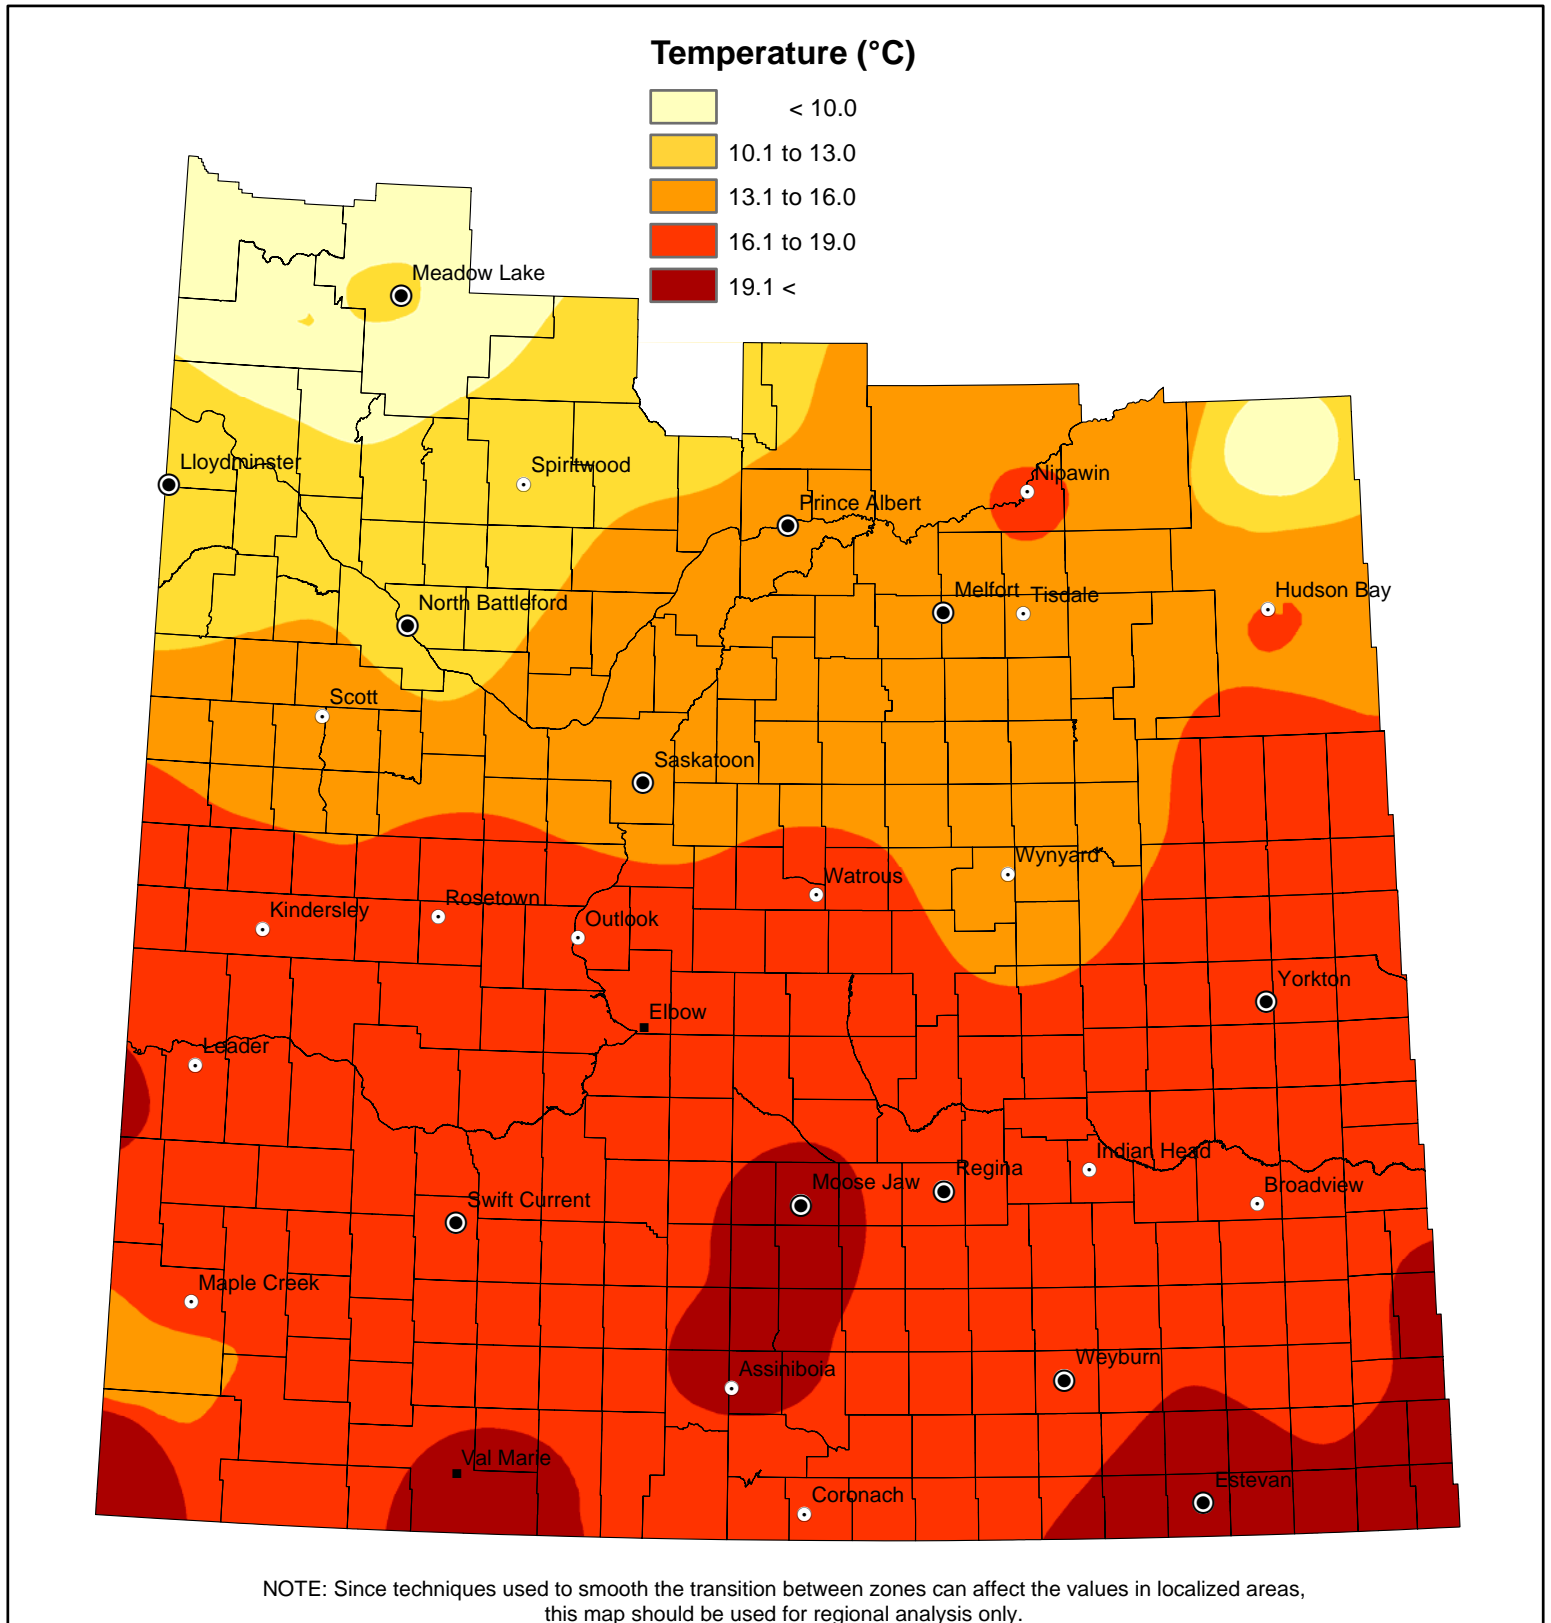 Temperature (°C)
< 10.0
10.1 to 13.0
13.1 to 16.0
16.1 to 19.0
19.1 <
Meadow Lake
Lloydminster
Spiritwood
Nipawin
Prince Albert
North Battleford
Melfort
Tisdale
Hudson Bay
Scott
Saskatoon
Wynyard
Watrous
Rosetown
Kindersley
Outlook
Yorkton
Elbow
Leader
Indian Head
Regina
Moose Jaw
Broadview
Swift Current
Maple Creek
Weyburn
Assiniboia
Val Marie
Estevan
Coronach
NOTE: Since techniques used to smooth the transition between zones can affect the values in localized areas,
this map should be used for regional analysis only.